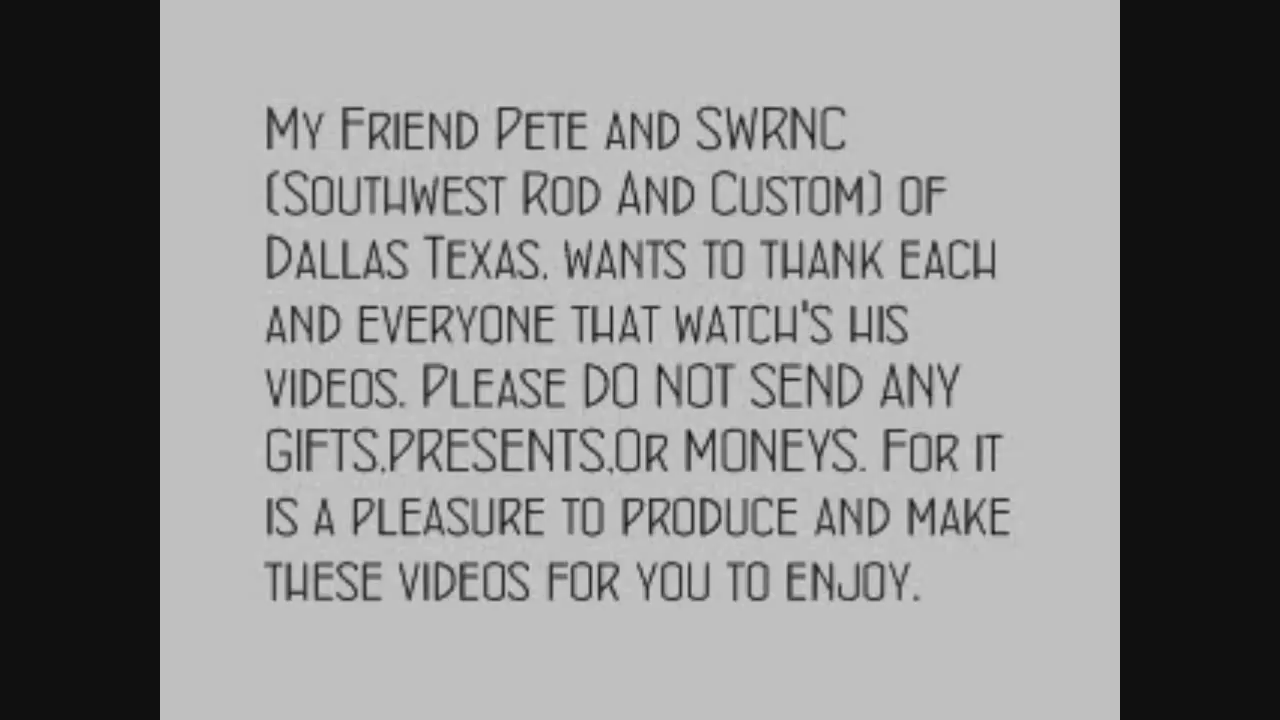 My Friend Pete and SWRNC
(Southwest Rod And Custom) of
Dallas Texas, wants to thank each
and everyone that watch's his
videos. Please DO NOT SEND ANY
GIFTS,PRESENTS,Or MONEYS. For it
is a pleasure to produce and make
these videos for you to enjoy.